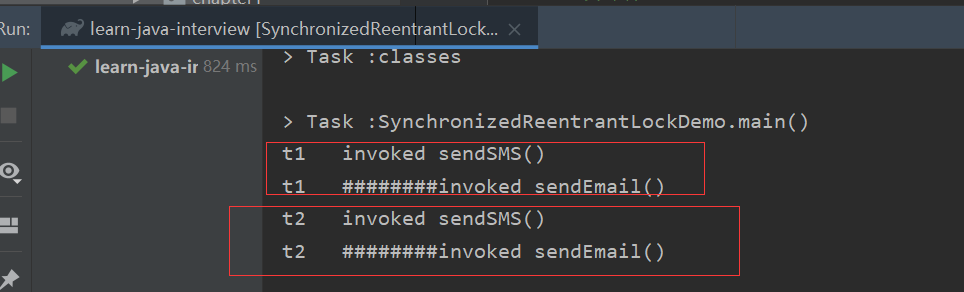 chapter1
Run:
learn-java-interview [SynchronizedReentrantLock...
learn-java-ir 824 ms
> Task :classes
> Task :SynchronizedReentrantLockDemo.main()
t1 invoked sendSMS()
t1 ########invoked sendEmail()
t2 invoked sendSMS()
t2 ########invoked sendEmail()